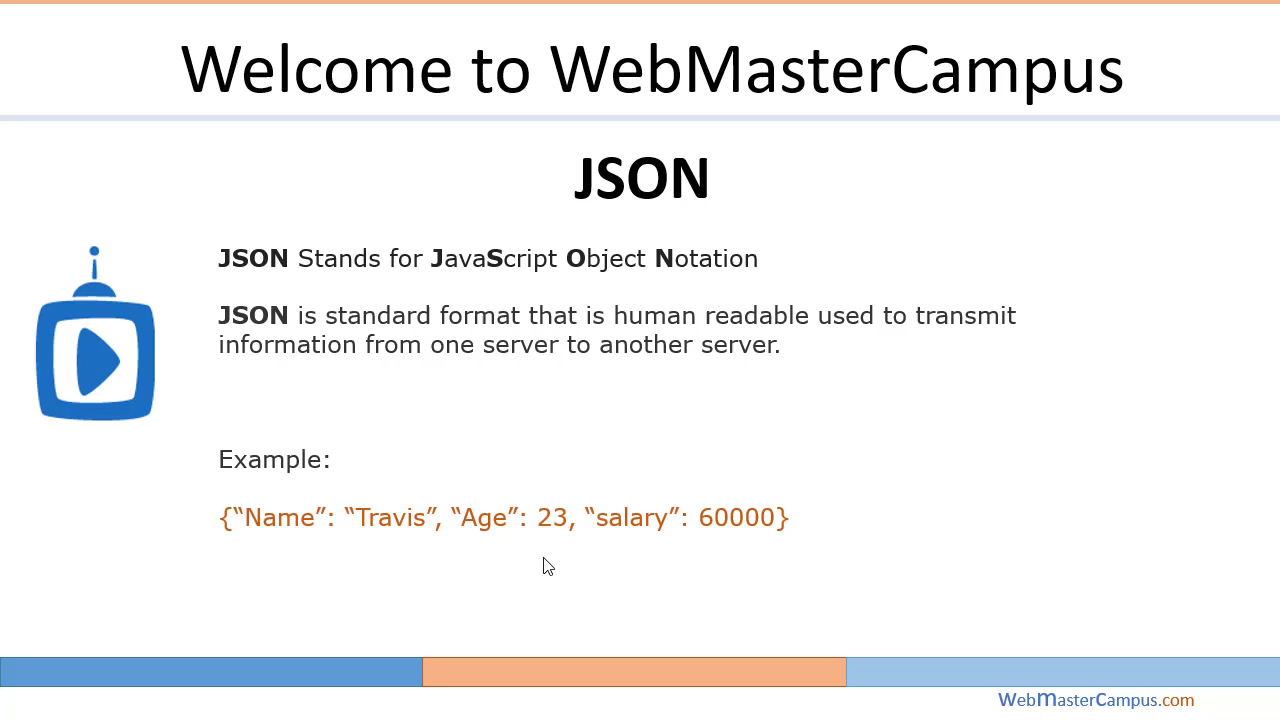 Welcome to WebMasterCampus
JSON
JSON Stands for JavaScript Object Notation
JSON is standard format that is human readable used to transmit
information from one server to another server.
Example:
{“Name”: “Travis”, “Age”: 23, “salary”: 60000}
WebmasterCampus.com